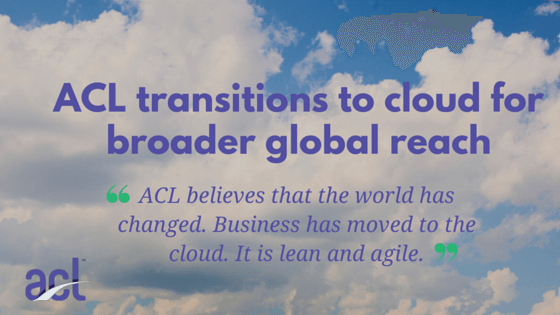 ACL transitions to cloud for
broader global reach
❝ ACL believes that the world has
changed. Business has moved to the
cloud. It is lean and agile. ❞
acl™